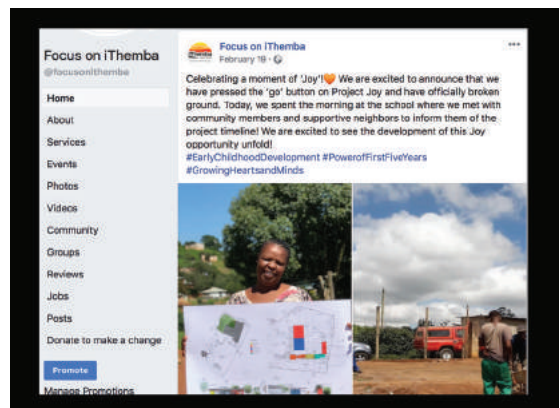 Focus on iThemba
@focusonithemba
Home
About
Services
Events
Photos
Videos
Community
Groups
Reviews
Jobs
Posts
Donate to make a change
Promote
Manage Promotions
Focus on iThemba
February 19
Celebrating a moment of 'Joy'!🧡 We are excited to announce that we
have pressed the 'go' button on Project Joy and have officially broken
ground. Today, we spent the morning at the school where we met with
community members and supportive neighbors to inform them of the
project timeline! We are excited to see the development of this Joy
opportunity unfold!
#EarlyChildhoodDevelopment #PowerofFirstFiveYears
#GrowingHeartsandMinds